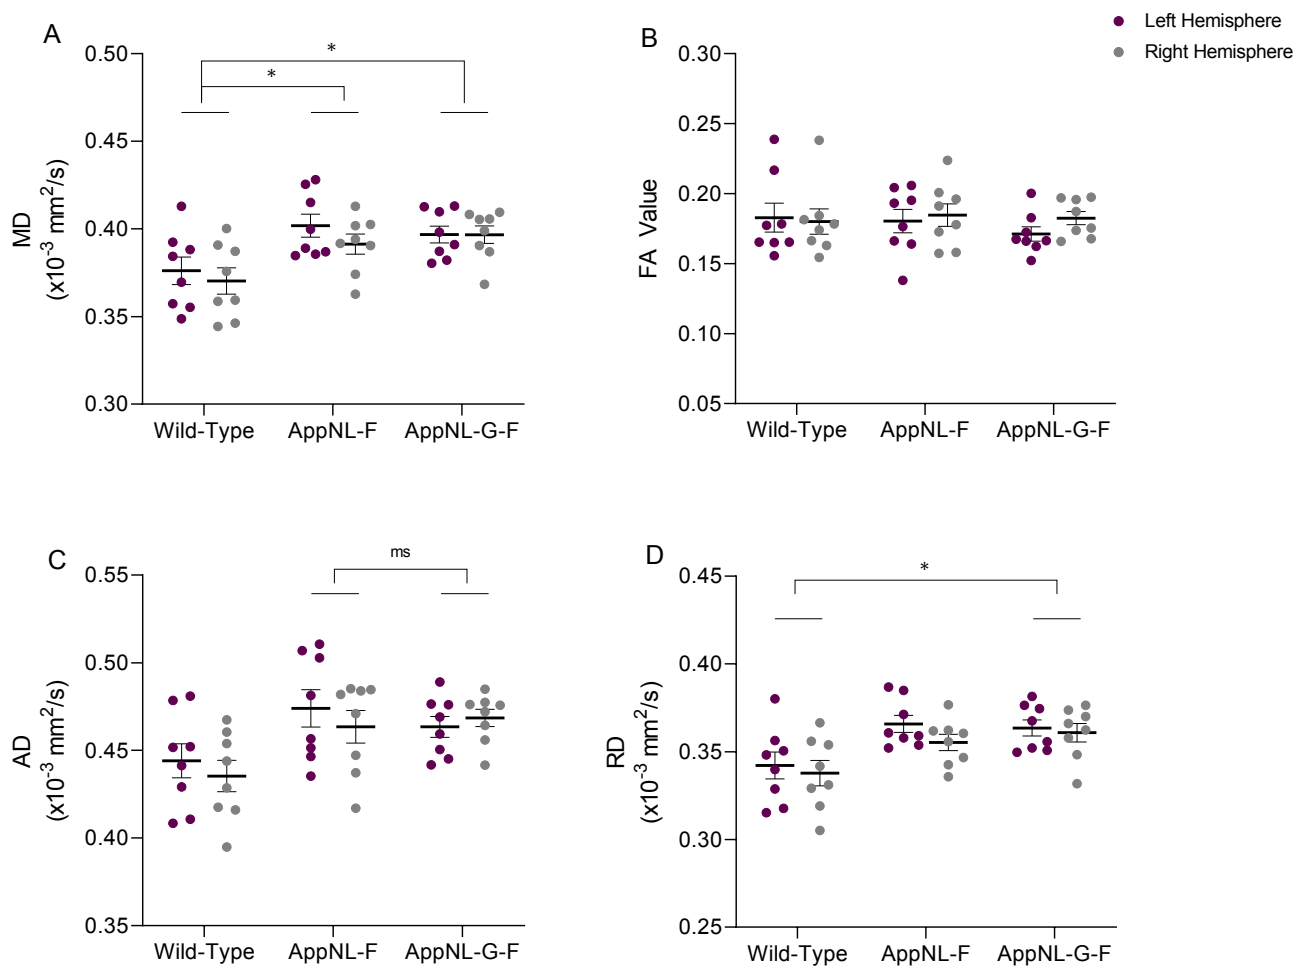 Left Hemisphere
Right Hemisphere
A
*
*
0.50
0.45
0.40
0.35
0.30
MD
(x10⁻³ mm²/s)
Wild-Type AppNL-F AppNL-G-F
B
0.30
0.25
0.20
0.15
0.10
0.05
FA Value
Wild-Type AppNL-F AppNL-G-F
C
ms
0.55
0.50
0.45
0.40
0.35
AD
(x10⁻³ mm²/s)
Wild-Type AppNL-F AppNL-G-F
D
*
0.45
0.40
0.35
0.30
0.25
RD
(x10⁻³ mm²/s)
Wild-Type AppNL-F AppNL-G-F